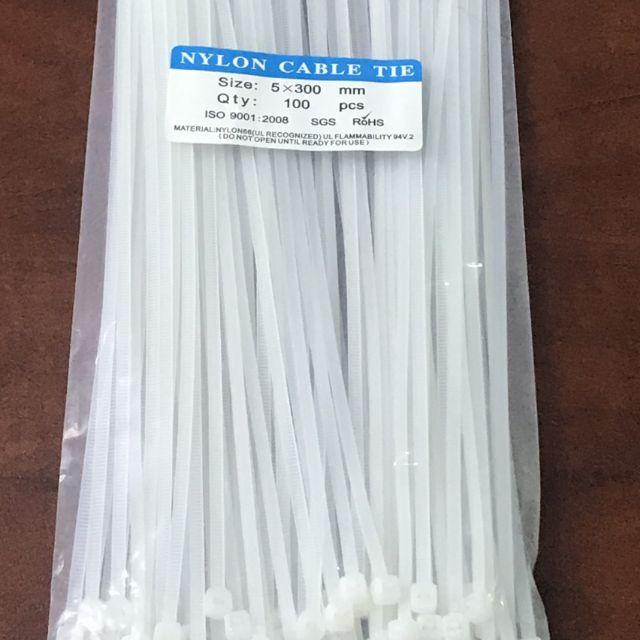 NYLON CABLE TIE
Size: 5×300 mm
Qty: 100 pcs
ISO 9001:2008 SGS RoHS
MATERIAL:NYLON66(UL RECOGNIZED) UL FLAMMABILITY 94V.2
( DO NOT OPEN UNTIL READY FOR USE )